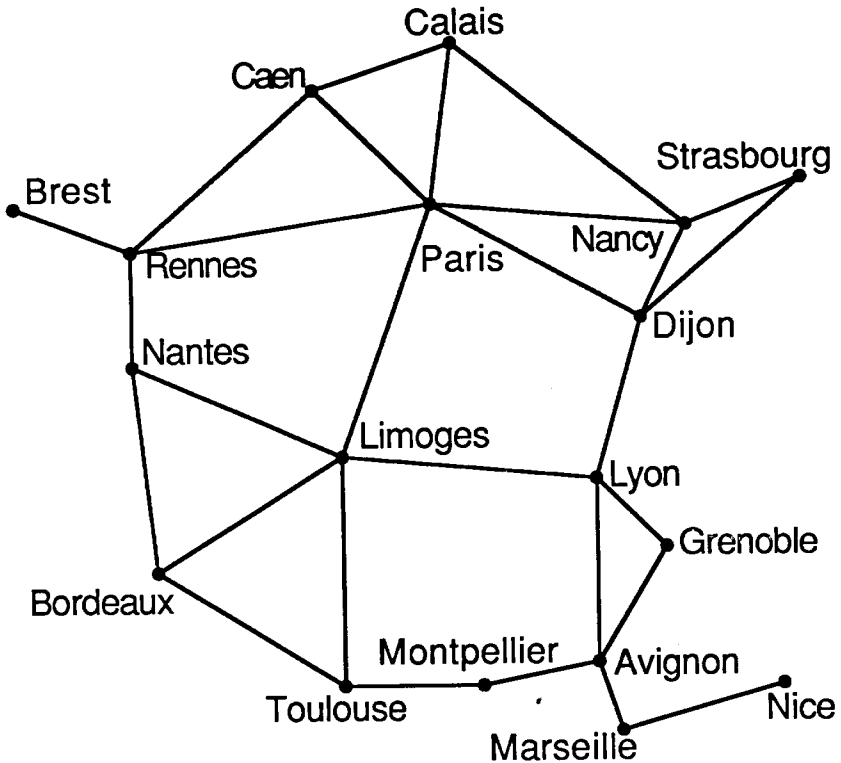 Calais
Caen
Strasbourg
Brest
Nancy
Paris
Rennes
Dijon
Nantes
Limoges
Lyon
Grenoble
Bordeaux
Montpellier
Avignon
Toulouse
Nice
Marseille